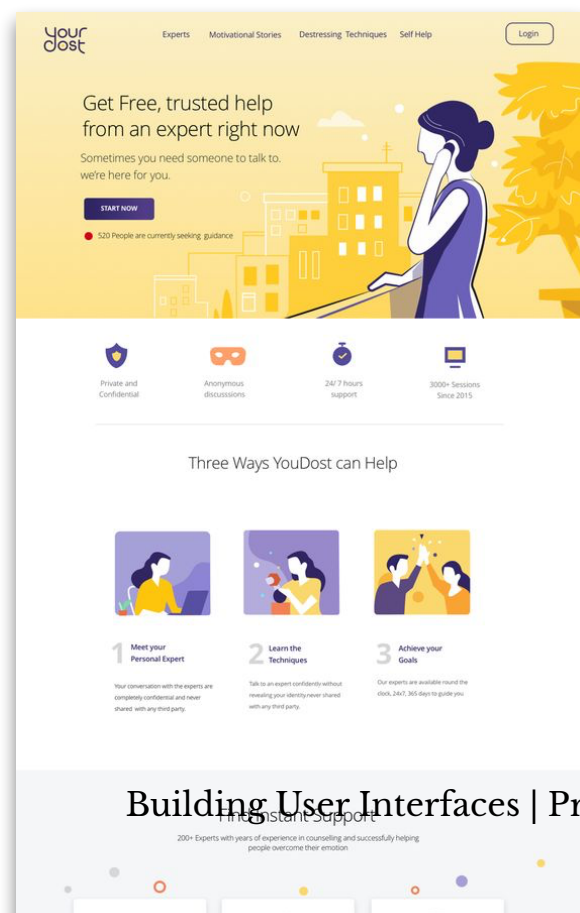 your
dost
Experts Motivational Stories Destressing Techniques Self Help Login
Get Free, trusted help
from an expert right now
Sometimes you need someone to talk to.
we're here for you.
START NOW
520 People are currently seeking guidance
Private and
Confidential
Anonymous
discusssions
24/ 7 hours
support
3000+ Sessions
Since 2015
Three Ways YouDost can Help
1 Meet your
Personal Expert
Your conversation with the experts are
completely confidential and never
shared with any third party.
2 Learn the
Techniques
Talk to an expert confidently without
revealing your identity never shared
with any third party.
3 Achieve your
Goals
Our experts are available round the
clock, 24x7, 365 days to guide you
Building User Interfaces | Pr
Find Instant Support
200+ Experts with years of experience in counselling and successfully helping
people overcome their emotion